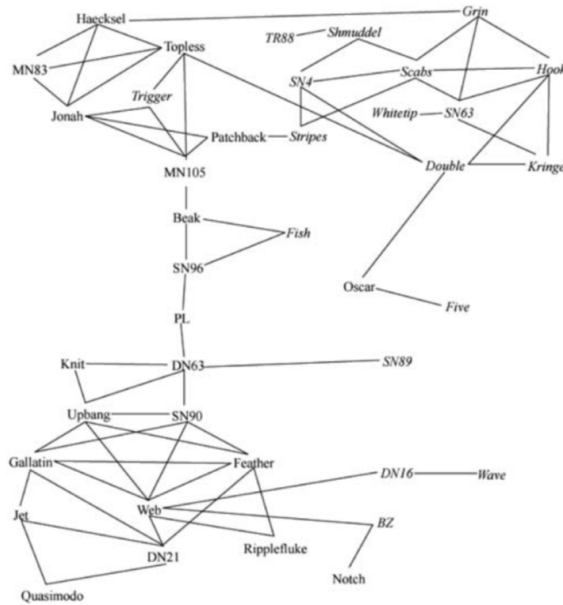 Haecksel
Grin
TR88
Shmuddel
Topless
MN83
SN4
Scabs
Hook
Trigger
Jonah
Whitetip
SN63
Patchback
Stripes
Double
Kringel
MN105
Beak
Fish
SN96
Oscar
Five
PL
Knit
DN63
SN89
Upbang
SN90
Gallatin
Feather
DN16
Wave
Web
Jet
BZ
Ripplefluke
DN21
Notch
Quasimodo